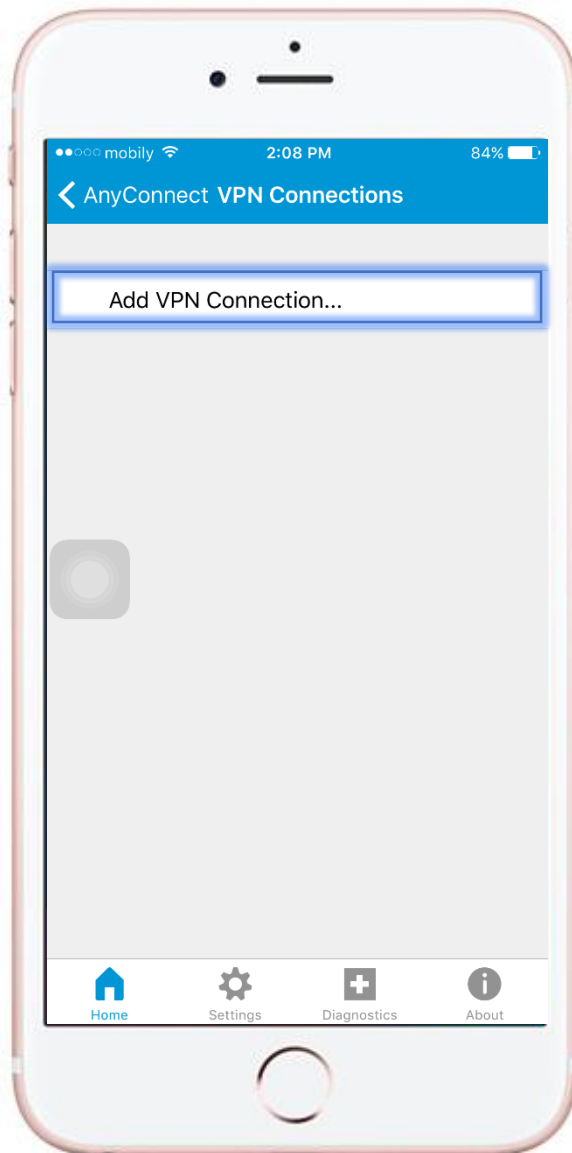 mobily 2:08 PM 84%
AnyConnect VPN Connections
Add VPN Connection...
Home Settings Diagnostics About